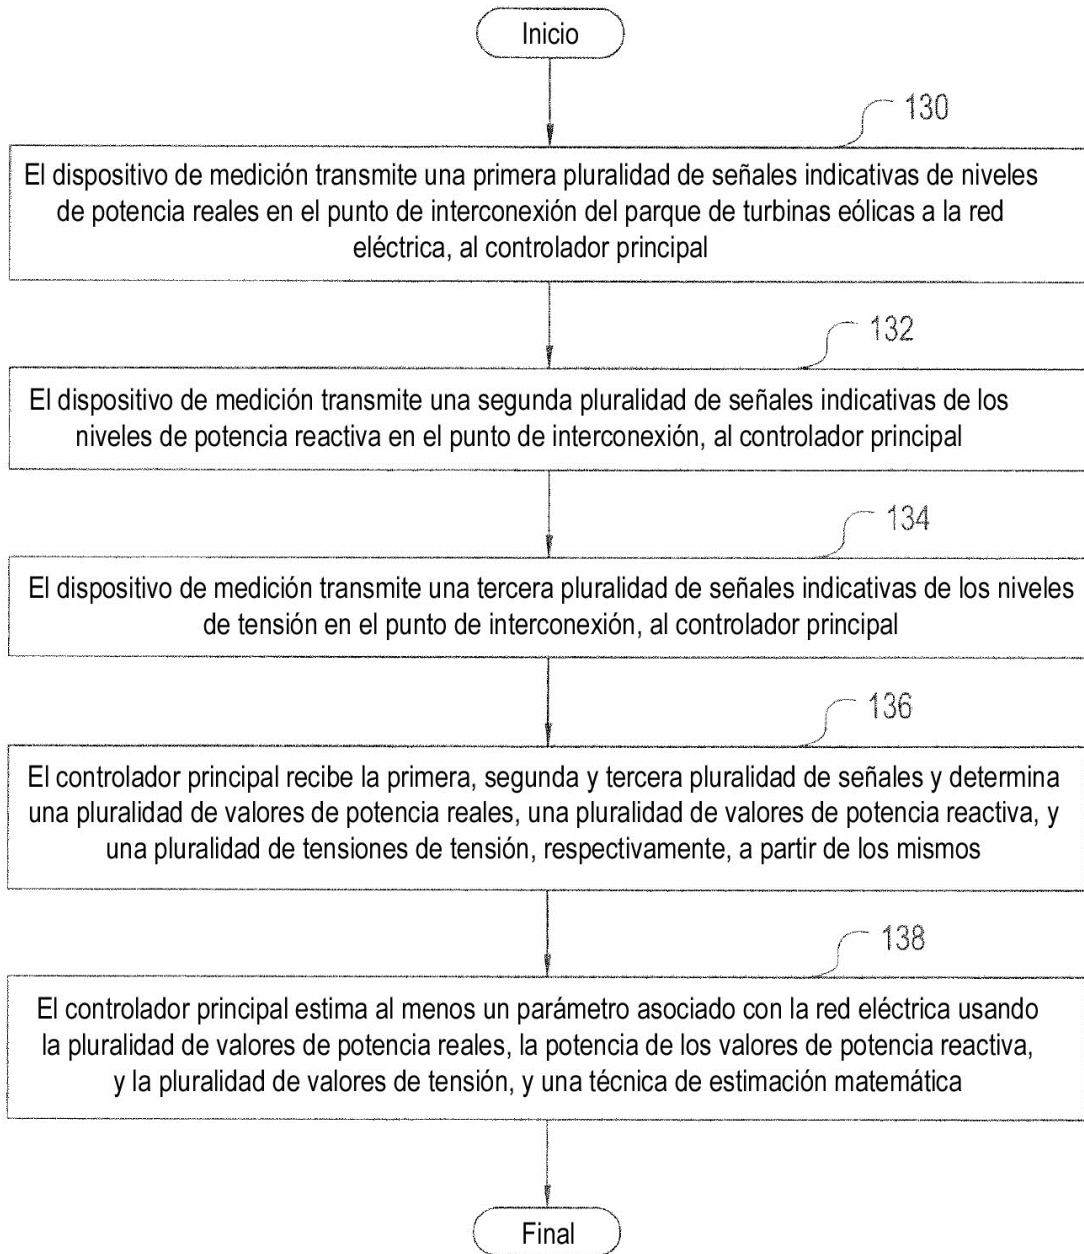 Inicio
130
El dispositivo de medición transmite una primera pluralidad de señales indicativas de niveles
de potencia reales en el punto de interconexión del parque de turbinas eólicas a la red
eléctrica, al controlador principal
132
El dispositivo de medición transmite una segunda pluralidad de señales indicativas de los
niveles de potencia reactiva en el punto de interconexión, al controlador principal
134
El dispositivo de medición transmite una tercera pluralidad de señales indicativas de los niveles
de tensión en el punto de interconexión, al controlador principal
136
El controlador principal recibe la primera, segunda y tercera pluralidad de señales y determina
una pluralidad de valores de potencia reales, una pluralidad de valores de potencia reactiva, y
una pluralidad de tensiones de tensión, respectivamente, a partir de los mismos
138
El controlador principal estima al menos un parámetro asociado con la red eléctrica usando
la pluralidad de valores de potencia reales, la potencia de los valores de potencia reactiva,
y la pluralidad de valores de tensión, y una técnica de estimación matemática
Final